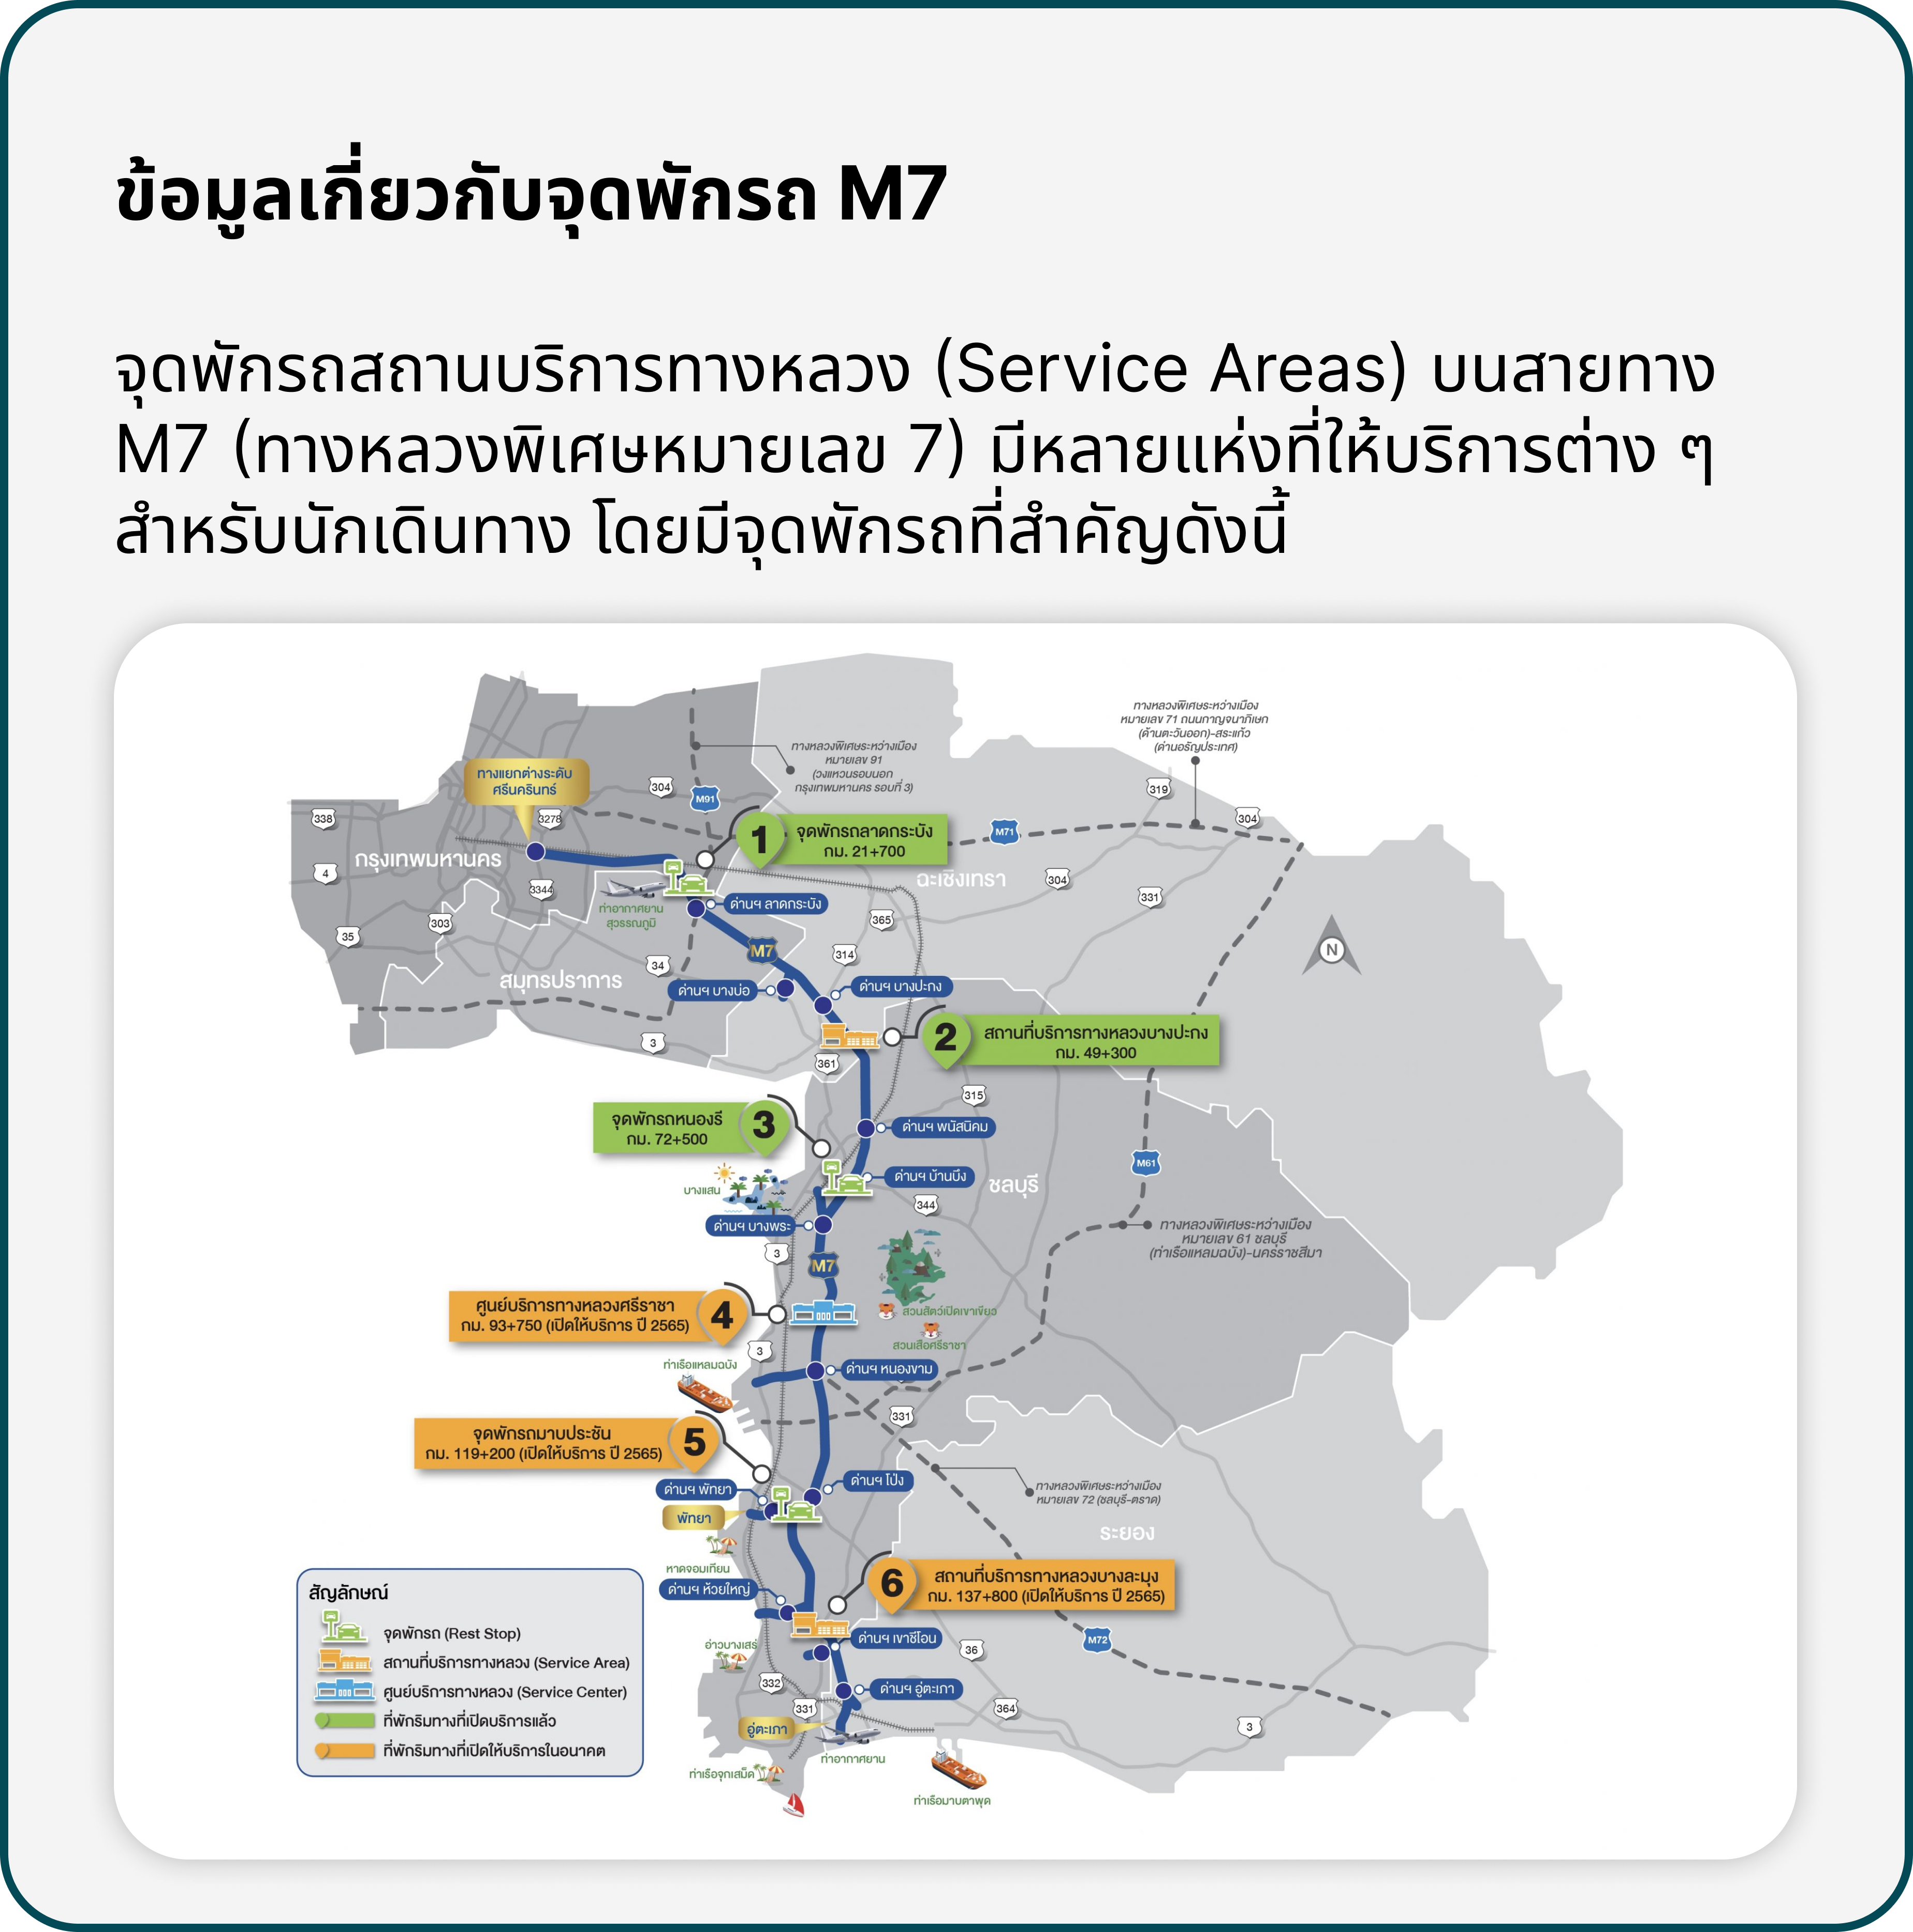 ข้อมูลเกี่ยวกับจุดพักรถ M7
จุดพักรถสถานบริการทางหลวง (Service Areas) บนสายทาง
M7 (ทางหลวงพิเศษหมายเลข 7) มีหลายแห่งที่ให้บริการต่าง ๆ
สำหรับนักเดินทาง โดยมีจุดพักรถที่สำคัญดังนี้
ทางหลวงพิเศษระหว่างเมือง
หมายเลข 71 ถนนกาญจนาภิเษก
(ด้านตะวันออก)-สระแก้ว
(ด่านอรัญประเทศ)
ทางหลวงพิเศษระหว่างเมือง
หมายเลข 91
(วงแหวนรอบนอก
กรุงเทพมหานคร รอบที่ 3)
ทางแยกต่างระดับ
ศรีนครินทร์
304
M91
319
304
338
3278
1
จุดพักรถลาดกระบัง
กม. 21+700
M71
กรุงเทพมหานคร
4
3344
ฉะเชิงเทรา
304
331
ท่าอากาศยาน
สุวรรณภูมิ
ด่านฯ ลาดกระบัง
303
35
365
M7
314
N
34
สมุทรปราการ
ด่านฯ บางบ่อ
ด่านฯ บางปะกง
3
2
สถานที่บริการทางหลวงบางปะกง
กม. 49+300
361
315
3
จุดพักรถหนองรี
กม. 72+500
ด่านฯ พนัสนิคม
M61
บางแสน
ด่านฯ บ้านบึง
ชลบุรี
344
ด่านฯ บางพระ
3
M7
ทางหลวงพิเศษระหว่างเมือง
หมายเลข 61 ชลบุรี
(ท่าเรือแหลมฉบัง)-นครราชสีมา
4
ศูนย์บริการทางหลวงศรีราชา
กม. 93+750 (เปิดให้บริการ ปี 2565)
สวนสัตว์เปิดเขาเขียว
สวนเสือศรีราชา
3
ท่าเรือแหลมฉบัง
ด่านฯ หนองขาม
331
5
จุดพักรถมาบประชัน
กม. 119+200 (เปิดให้บริการ ปี 2565)
ด่านฯ พัทยา
ด่านฯ โป่ง
พัทยา
ทางหลวงพิเศษระหว่างเมือง
หมายเลข 72 (ชลบุรี-ตราด)
ระยอง
หาดจอมเทียน
ด่านฯ ห้วยใหญ่
6
สถานที่บริการทางหลวงบางละมุง
กม. 137+800 (เปิดให้บริการ ปี 2565)
ด่านฯ เขาชีโอน
อ่าวบางเสร่
36
M72
332
ด่านฯ อู่ตะเภา
331
364
3
อู่ตะเภา
ท่าอากาศยาน
ท่าเรือจุกเสม็ด
ท่าเรือมาบตาพุด
สัญลักษณ์
จุดพักรถ (Rest Stop)
สถานที่บริการทางหลวง (Service Area)
ศูนย์บริการทางหลวง (Service Center)
ที่พักริมทางที่เปิดบริการแล้ว
ที่พักริมทางที่เปิดให้บริการในอนาคต